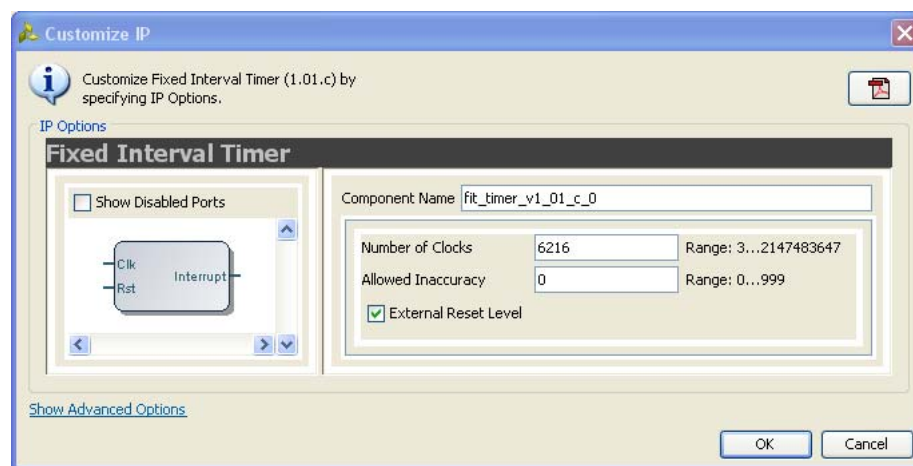 Customize IP
Customize Fixed Interval Timer (1.01.c) by
specifying IP Options.
IP Options
Fixed Interval Timer
Show Disabled Ports
Clk
Rst
Interrupt
Component Name fit_timer_v1_01_c_0
Number of Clocks 6216 Range: 3...2147483647
Allowed Inaccuracy 0 Range: 0...999
External Reset Level
Show Advanced Options
OK Cancel